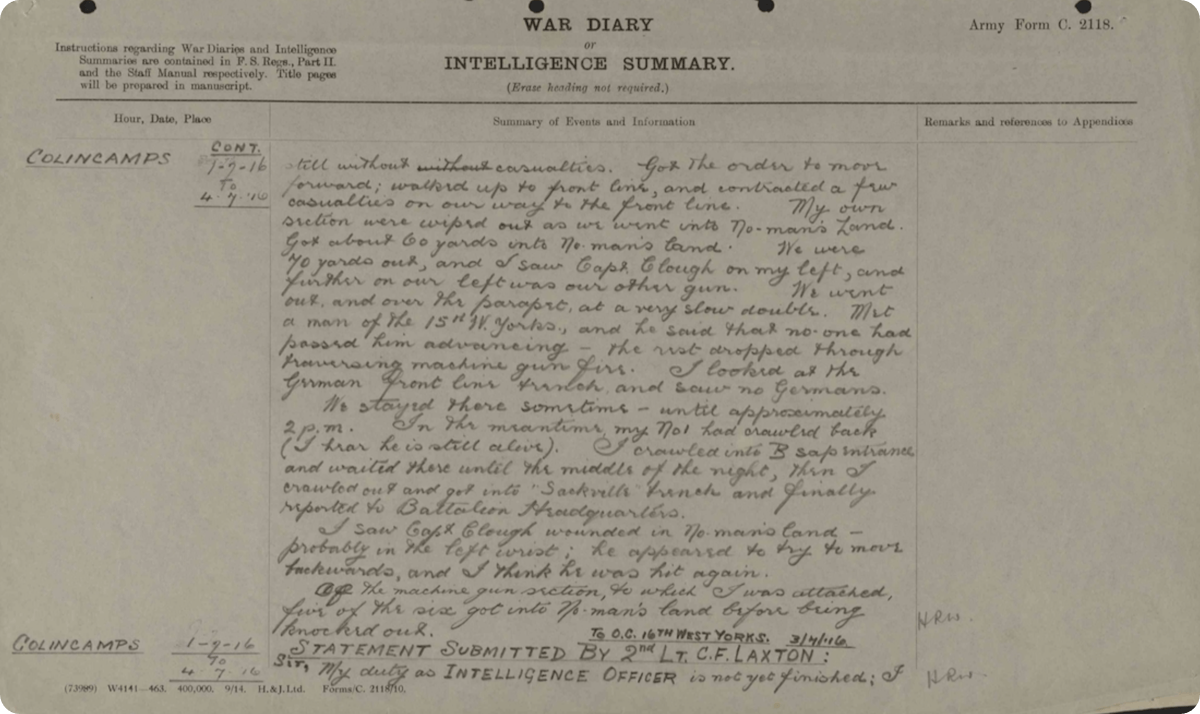 WAR DIARY
or
INTELLIGENCE SUMMARY.
(Erase heading not required.)
Army Form C. 2118.
Instructions regarding War Diaries and Intelligence
Summaries are contained in F. S. Regs., Part II.
and the Staff Manual respectively. Title pages
will be prepared in manuscript.
Hour, Date, Place
Summary of Events and Information
Remarks and references to Appendices
CONT.
COLINCAMPS
1-7-16
To
4-7-16
still without without casualties. Got the order to move
forward; walked up to front line, and contracted a few
casualties on our way to the front line. My own
section were wiped out as we went into No-man's Land.
Got about 60 yards into No-man's land. We were
70 yards out, and I saw Capt. Clough on my left, and
further on our left was our other gun. We went
out, and over the parapet, at a very slow double. Met
a man of the 15th W. Yorks., and he said that no-one had
passed him advancing — the rest dropped through
traversing machine gun fire. I looked at the
German front line trench and saw no Germans.
We stayed there sometime — until approximately
2 p.m. In the meantime, my No1 had crawled back
(I hear he is still alive). I crawled into B sap entrance
and waited there until the middle of the night, then I
crawled out and got into "Sackville" trench and finally
reported to Battalion Headquarters.
I saw Capt Clough wounded in No-man's land —
probably in the left wrist; he appeared to try to move
backwards, and I think he was hit again.
Of the machine gun section, to which I was attached,
five of the six got into No-man's land before being
knocked out.
HRW.
TO O.C. 16TH WEST YORKS. 3/7/16
COLINCAMPS
1-7-16
To
4-7-16
STATEMENT SUBMITTED BY 2nd LT. C.F. LAXTON:
Sir, My duty as INTELLIGENCE OFFICER is not yet finished; I
HRW.
(73989) W4141—463. 400,000. 9/14. H.&J.Ltd. Forms/C. 2118/10.